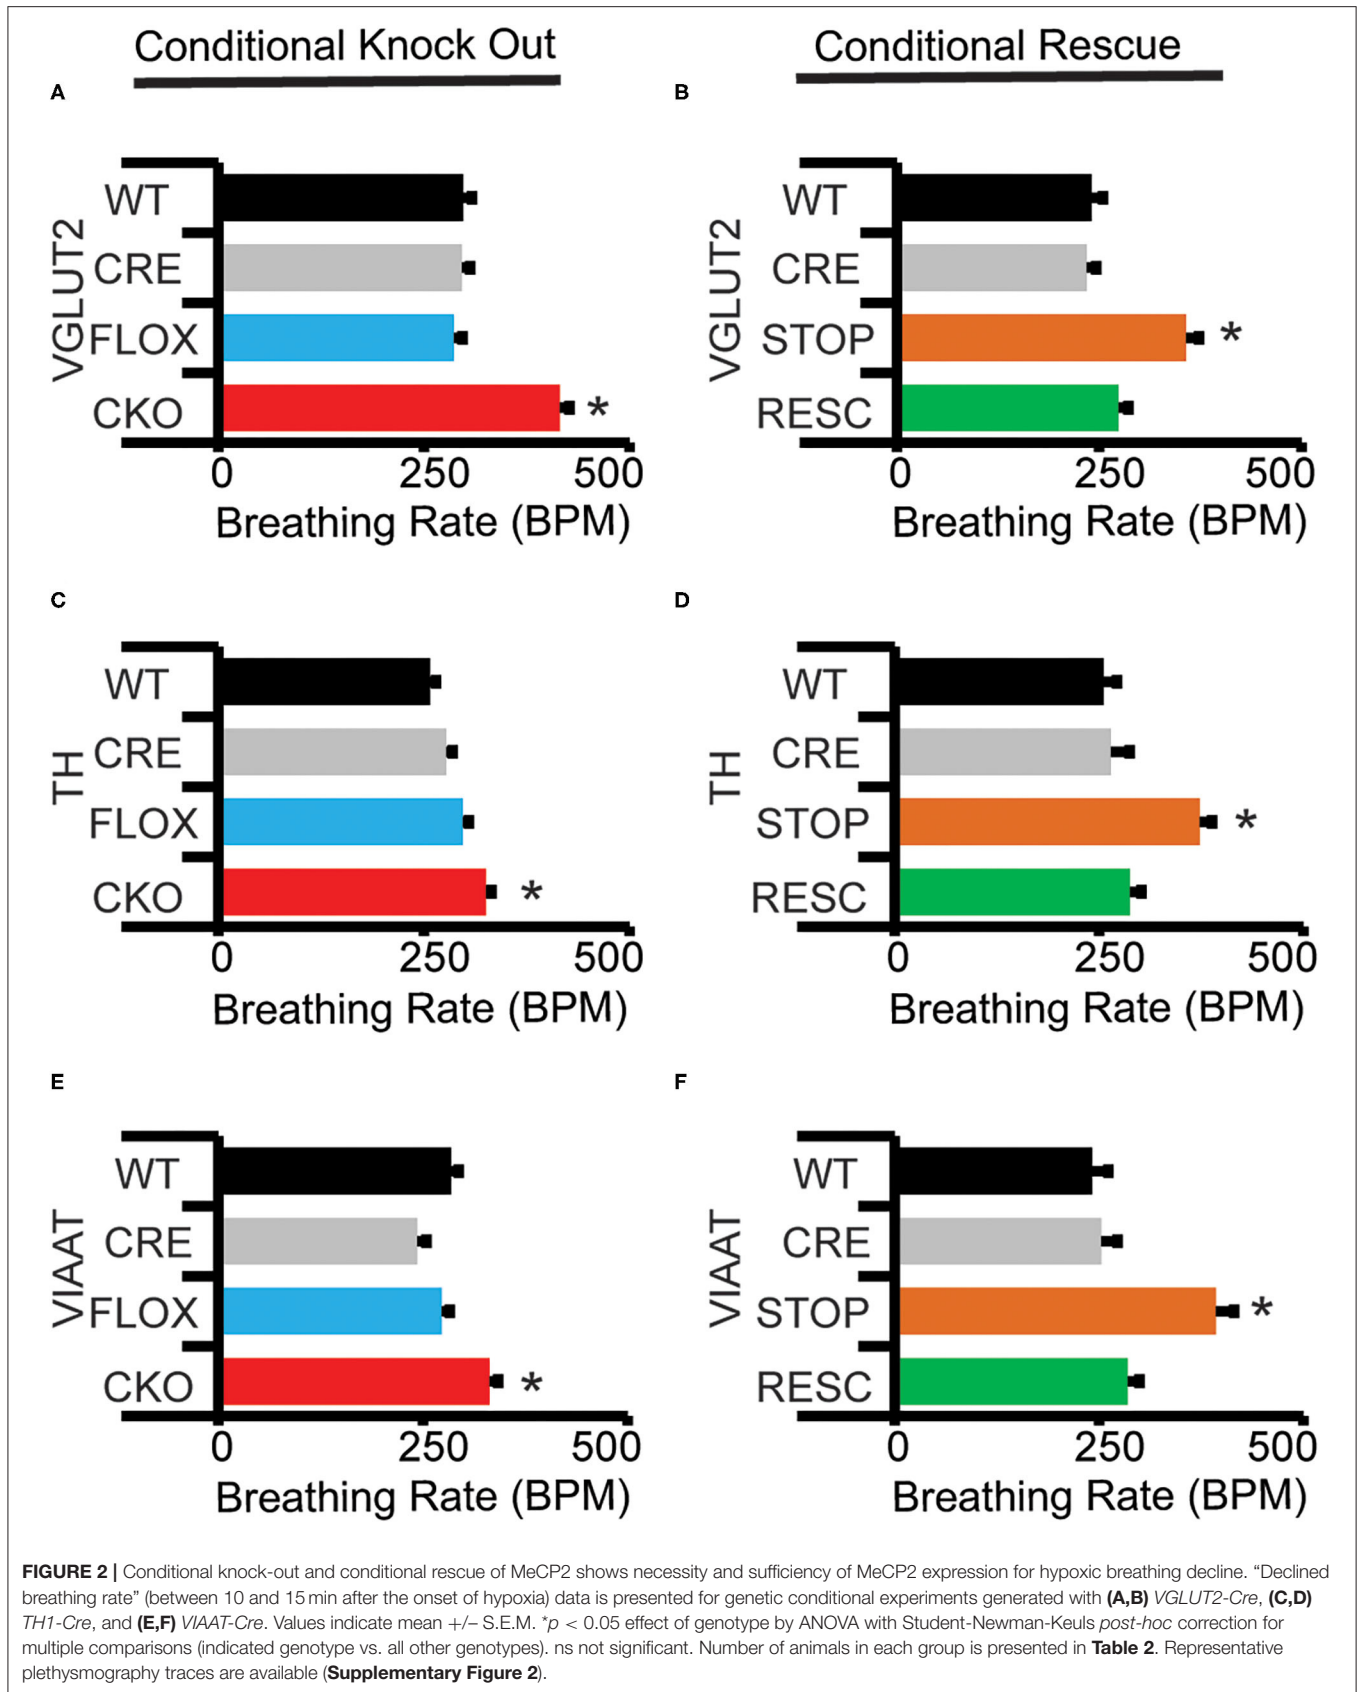 Conditional Knock Out
Conditional Rescue
A
VGLUT2
WT
CRE
FLOX
CKO
*
0 250 500
Breathing Rate (BPM)
B
VGLUT2
WT
CRE
STOP
*
RESC
0 250 500
Breathing Rate (BPM)
C
TH
WT
CRE
FLOX
CKO
*
0 250 500
Breathing Rate (BPM)
D
TH
WT
CRE
STOP
*
RESC
0 250 500
Breathing Rate (BPM)
E
VIAAT
WT
CRE
FLOX
CKO
*
0 250 500
Breathing Rate (BPM)
F
VIAAT
WT
CRE
STOP
*
RESC
0 250 500
Breathing Rate (BPM)
FIGURE 2 | Conditional knock-out and conditional rescue of MeCP2 shows necessity and sufficiency of MeCP2 expression for hypoxic breathing decline. “Declined
breathing rate” (between 10 and 15 min after the onset of hypoxia) data is presented for genetic conditional experiments generated with (A,B) VGLUT2-Cre, (C,D)
TH1-Cre, and (E,F) VIAAT-Cre. Values indicate mean +/– S.E.M. *p < 0.05 effect of genotype by ANOVA with Student-Newman-Keuls post-hoc correction for
multiple comparisons (indicated genotype vs. all other genotypes). ns not significant. Number of animals in each group is presented in Table 2. Representative
plethysmography traces are available (Supplementary Figure 2).